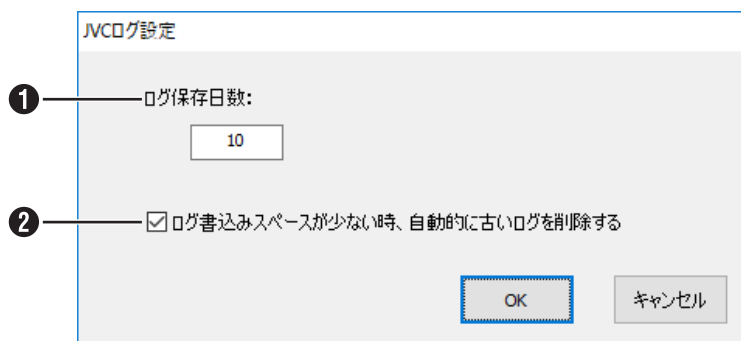 JVCログ設定
❶ ログ保存日数:
10
❷ ログ書込みスペースが少ない時、自動的に古いログを削除する
OK キャンセル